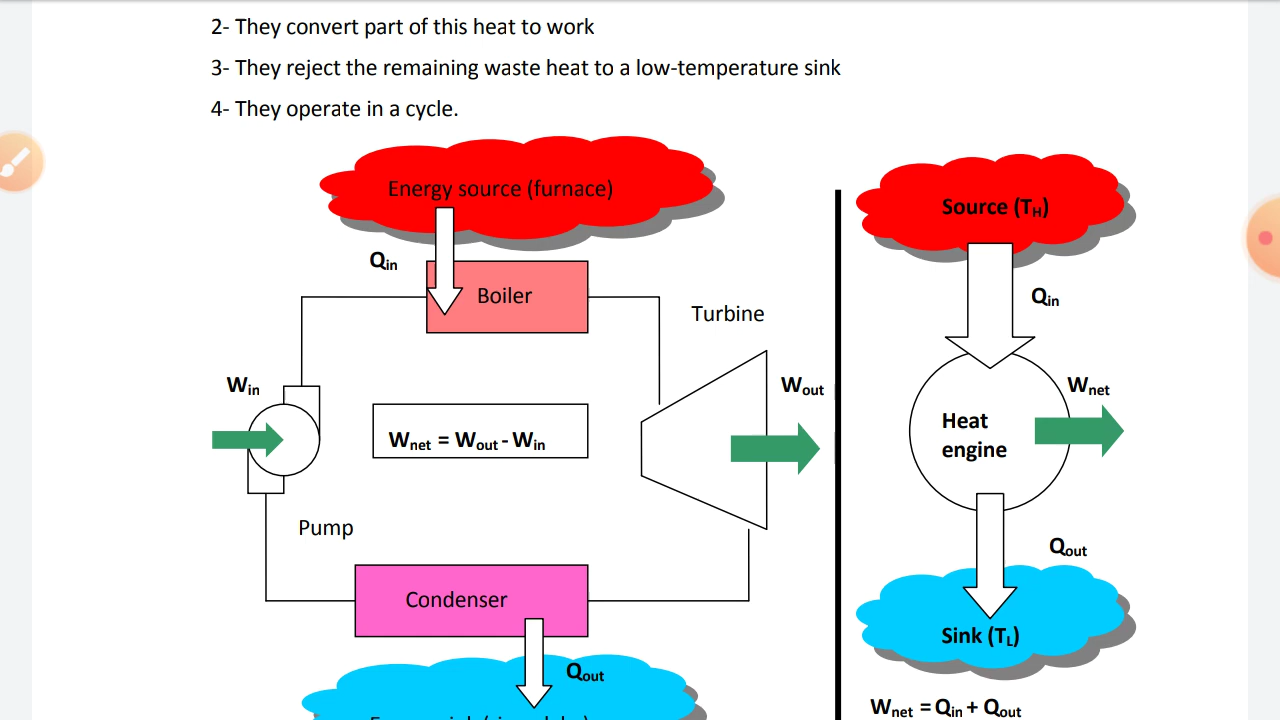 2- They convert part of this heat to work
3- They reject the remaining waste heat to a low-temperature sink
4- They operate in a cycle.
Energy source (furnace)
Qin
Boiler
Turbine
Win
Wout
Wnet = Wout - Win
Pump
Condenser
Qout
Source (TH)
Qin
Wnet
Heat
engine
Qout
Sink (TL)
Wnet = Qin + Qout